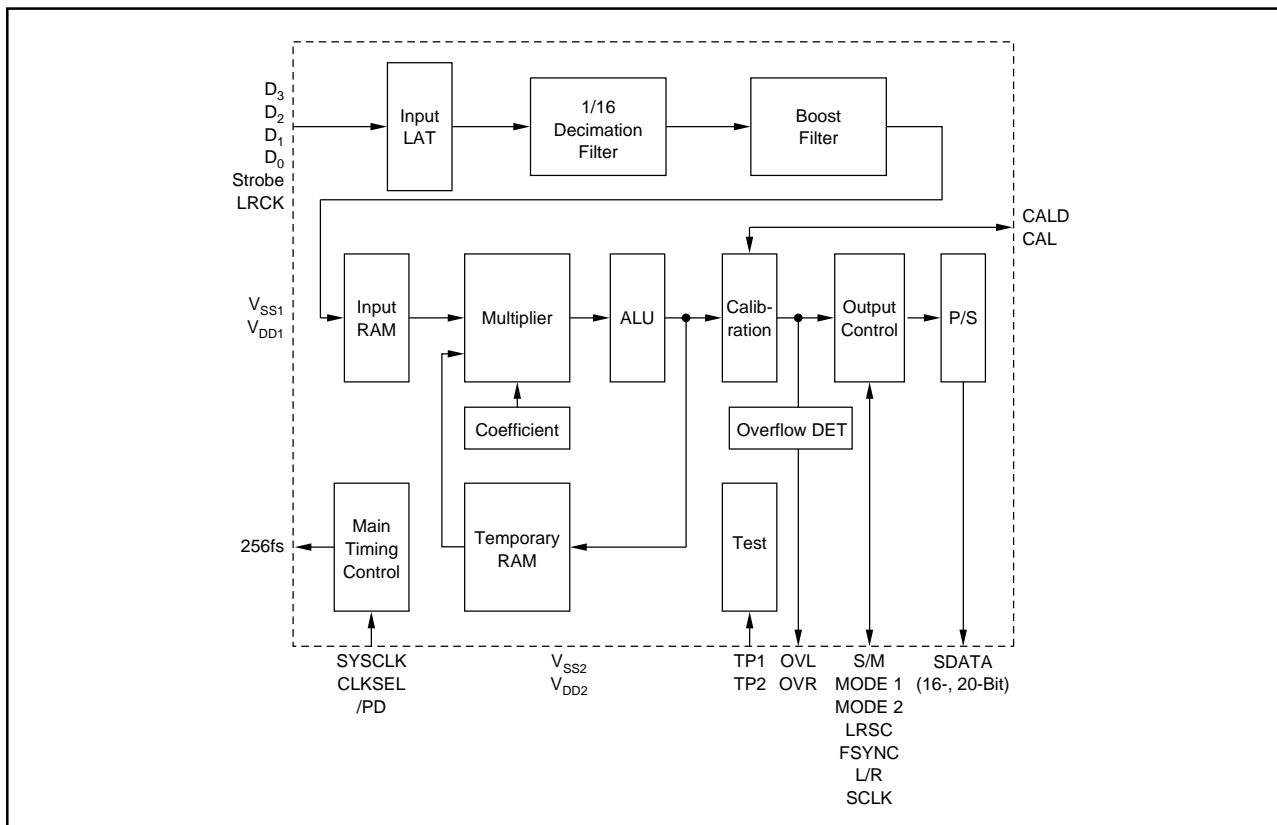 D3
D2
D1
D0
Strobe
LRCK
Input
LAT
1/16
Decimation
Filter
Boost
Filter
CALD
CAL
VSS1
VDD1
Input
RAM
Multiplier
ALU
Calib-
ration
Output
Control
P/S
Coefficient
Overflow DET
256fs
Main
Timing
Control
Temporary
RAM
Test
SYSCLK
CLKSEL
/PD
VSS2
VDD2
TP1
TP2
OVL
OVR
S/M
MODE 1
MODE 2
LRSC
FSYNC
L/R
SCLK
SDATA
(16-, 20-Bit)